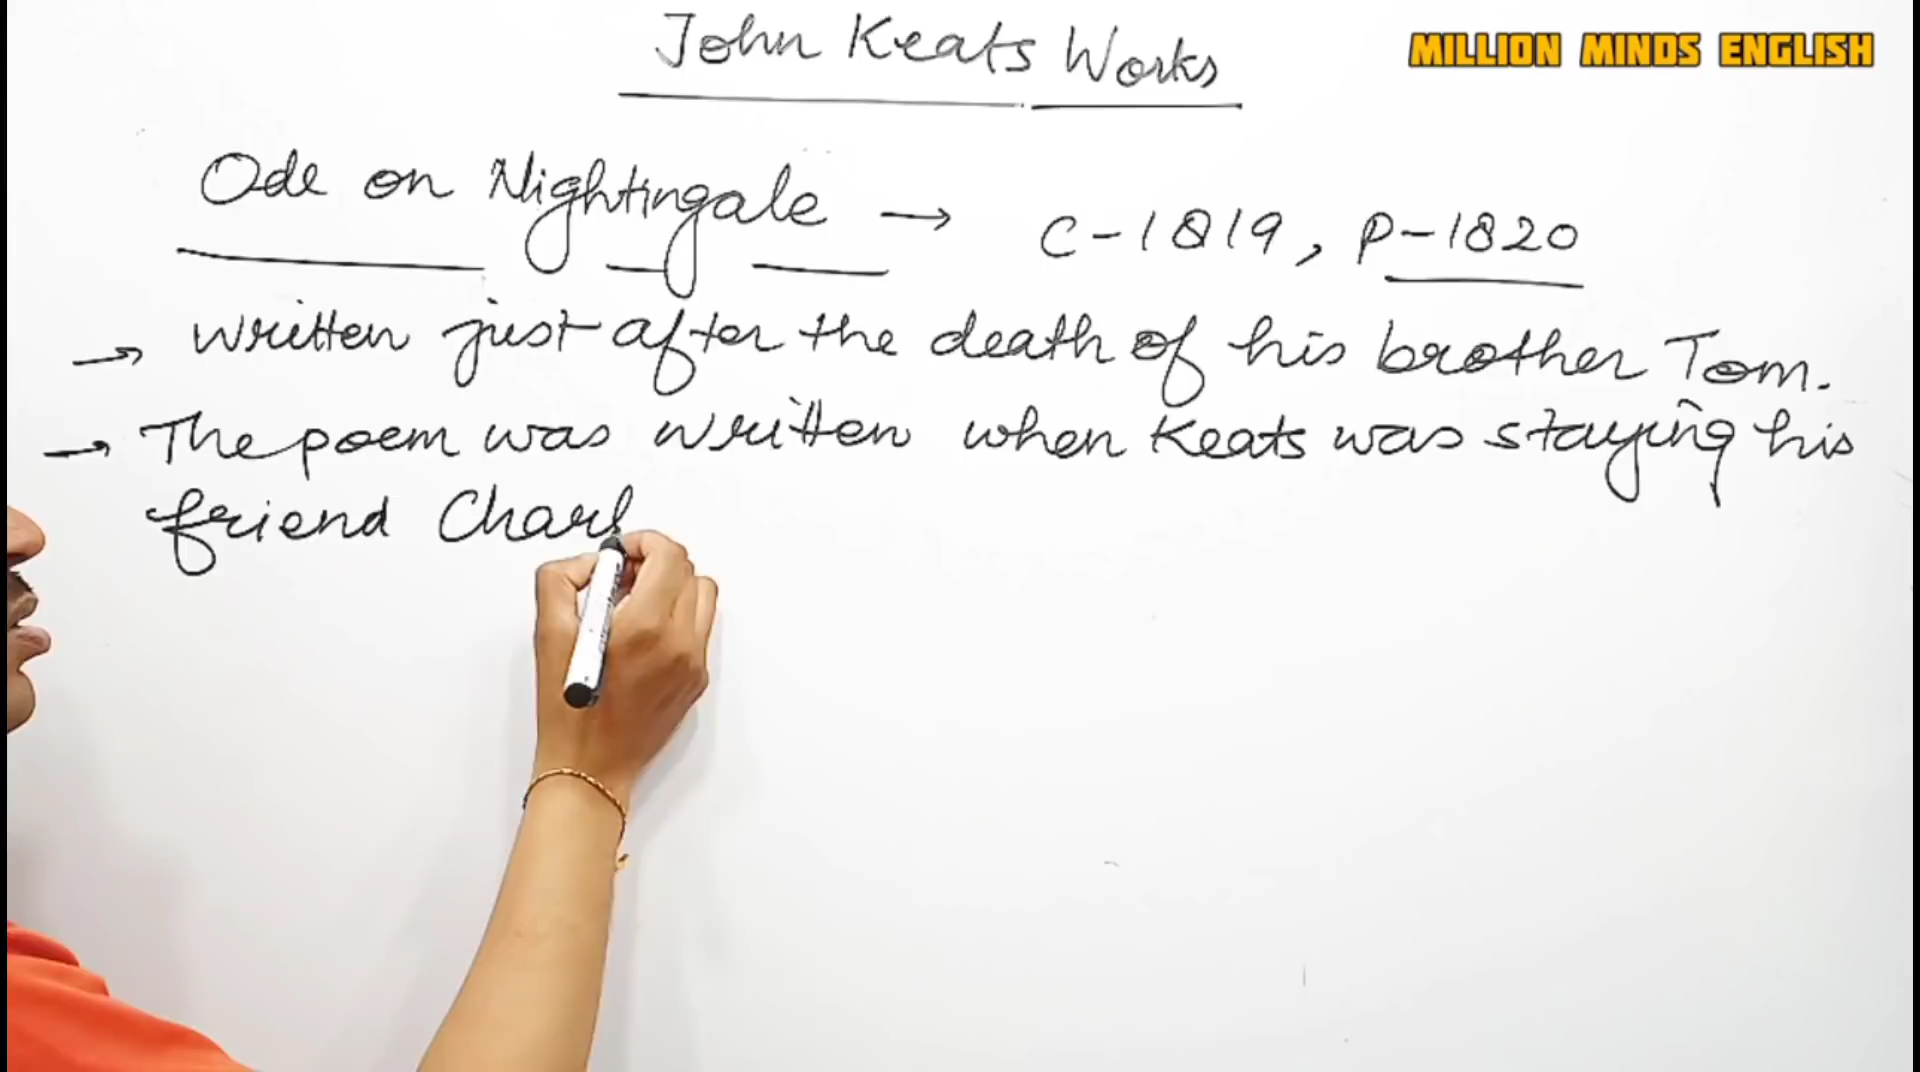 John Keats Works
MILLION MINDS ENGLISH
Ode on Nightingale → C-1819, P-1820
→ written just after the death of his brother Tom.
→ The poem was written when Keats was staying his
friend Charl